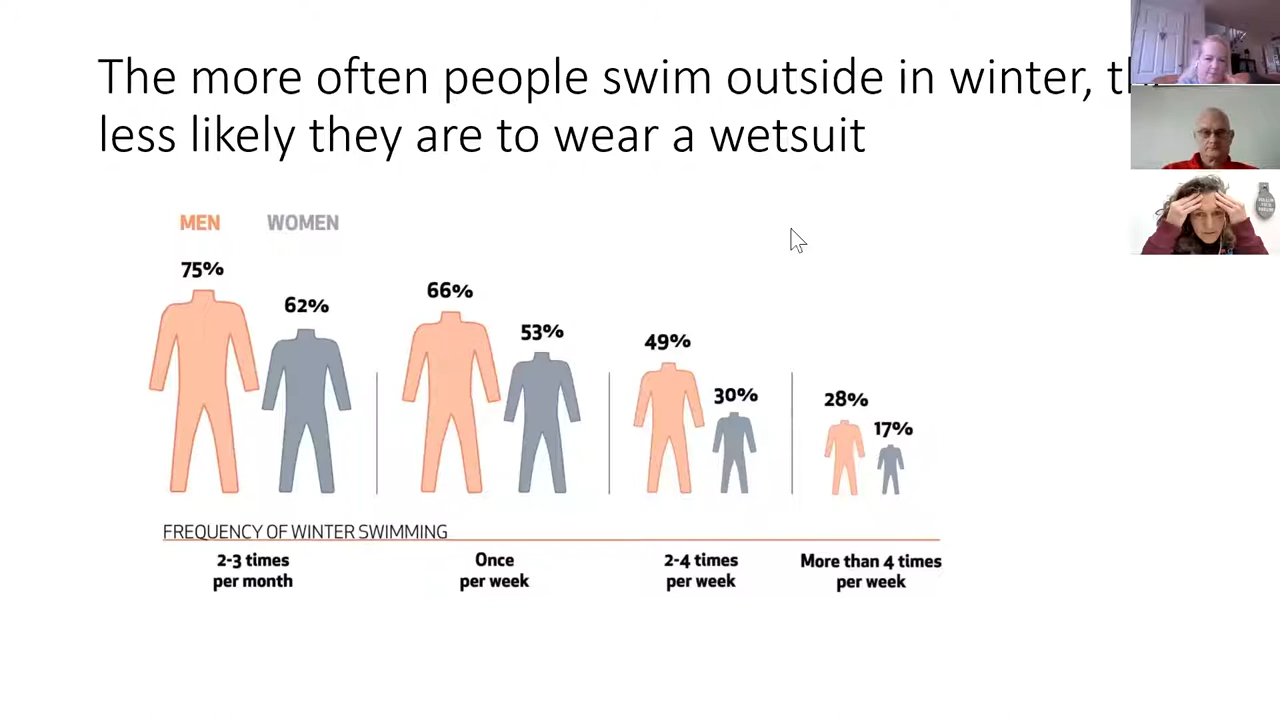 The more often people swim outside in winter,
less likely they are to wear a wetsuit
MEN WOMEN
75%
62%
66%
53%
49%
30%
28%
17%
FREQUENCY OF WINTER SWIMMING
2-3 times
per month
Once
per week
2-4 times
per week
More than 4 times
per week